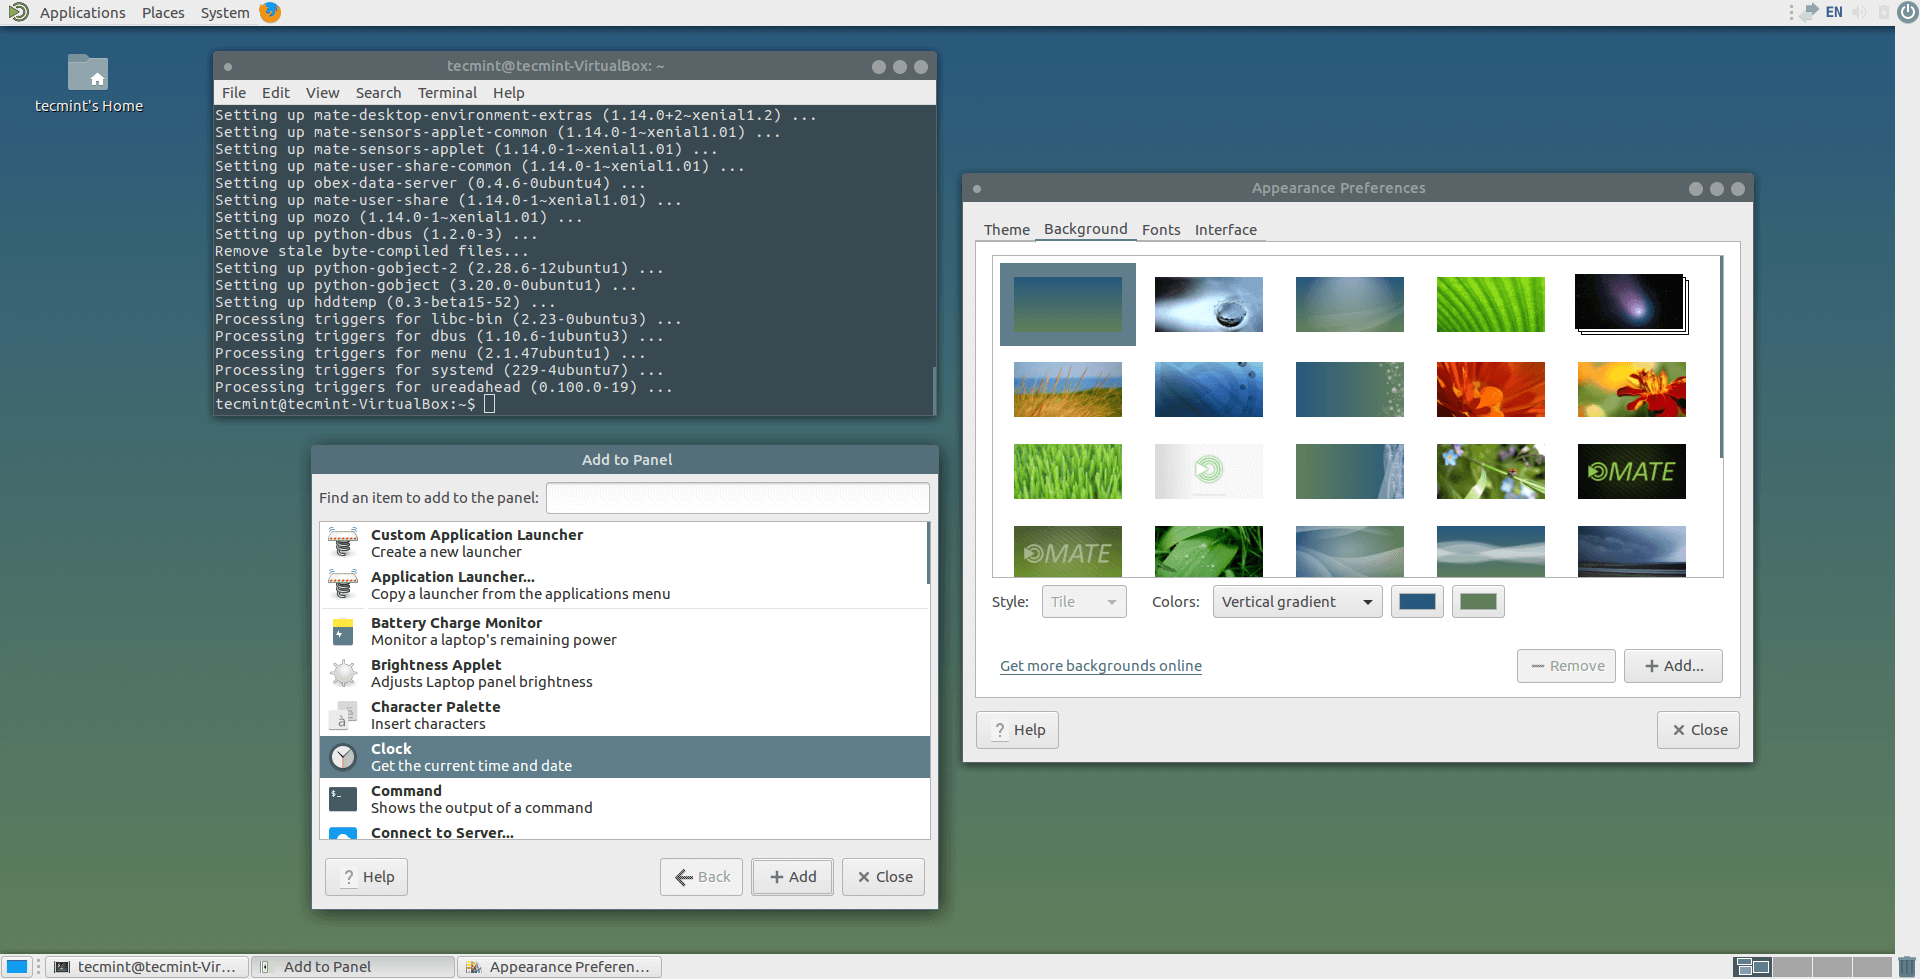 Applications Places System
EN
tecmint's Home
tecmint@tecmint-VirtualBox: ~
File Edit View Search Terminal Help
Setting up mate-desktop-environment-extras (1.14.0+2~xenial1.2) ...
Setting up mate-sensors-applet-common (1.14.0-1~xenial1.01) ...
Setting up mate-sensors-applet (1.14.0-1~xenial1.01) ...
Setting up mate-user-share-common (1.14.0-1~xenial1.01) ...
Setting up obex-data-server (0.4.6-0ubuntu4) ...
Setting up mate-user-share (1.14.0-1~xenial1.01) ...
Setting up mozo (1.14.0-1~xenial1.01) ...
Setting up python-dbus (1.2.0-3) ...
Remove stale byte-compiled files...
Setting up python-gobject-2 (2.28.6-12ubuntu1) ...
Setting up python-gobject (3.20.0-0ubuntu1) ...
Setting up hddtemp (0.3-beta15-52) ...
Processing triggers for libc-bin (2.23-0ubuntu3) ...
Processing triggers for dbus (1.10.6-1ubuntu3) ...
Processing triggers for menu (2.1.47ubuntu1) ...
Processing triggers for systemd (229-4ubuntu7) ...
Processing triggers for ureadahead (0.100.0-19) ...
tecmint@tecmint-VirtualBox:~$
Add to Panel
Find an item to add to the panel:
Custom Application Launcher
Create a new launcher
Application Launcher...
Copy a launcher from the applications menu
Battery Charge Monitor
Monitor a laptop's remaining power
Brightness Applet
Adjusts Laptop panel brightness
Character Palette
Insert characters
Clock
Get the current time and date
Command
Shows the output of a command
Connect to Server...
Help Back Add Close
Appearance Preferences
Theme Background Fonts Interface
MATE
MATE
Style: Tile Colors: Vertical gradient
Get more backgrounds online
Remove Add...
Help Close
tecmint@tecmint-Vir... Add to Panel Appearance Preferen...